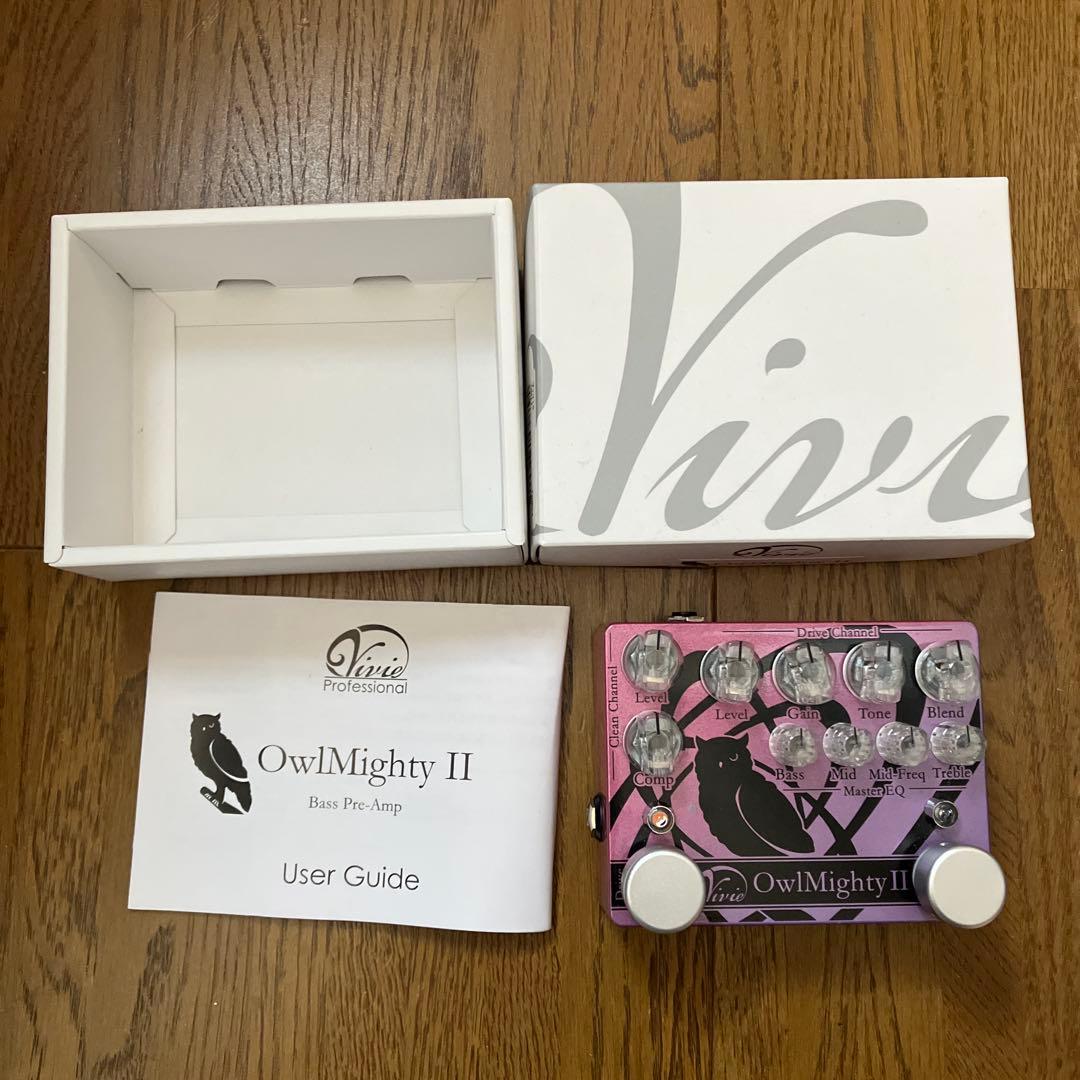 Vivie
Vivie
Vivie
Professional
OwlMighty II
Bass Pre-Amp
User Guide
Drive Channel
Clean Channel
Level
Level
Gain
Tone
Blend
Comp
Bass
Mid
Mid-Freq
Treble
Master EQ
Vivie
OwlMighty II